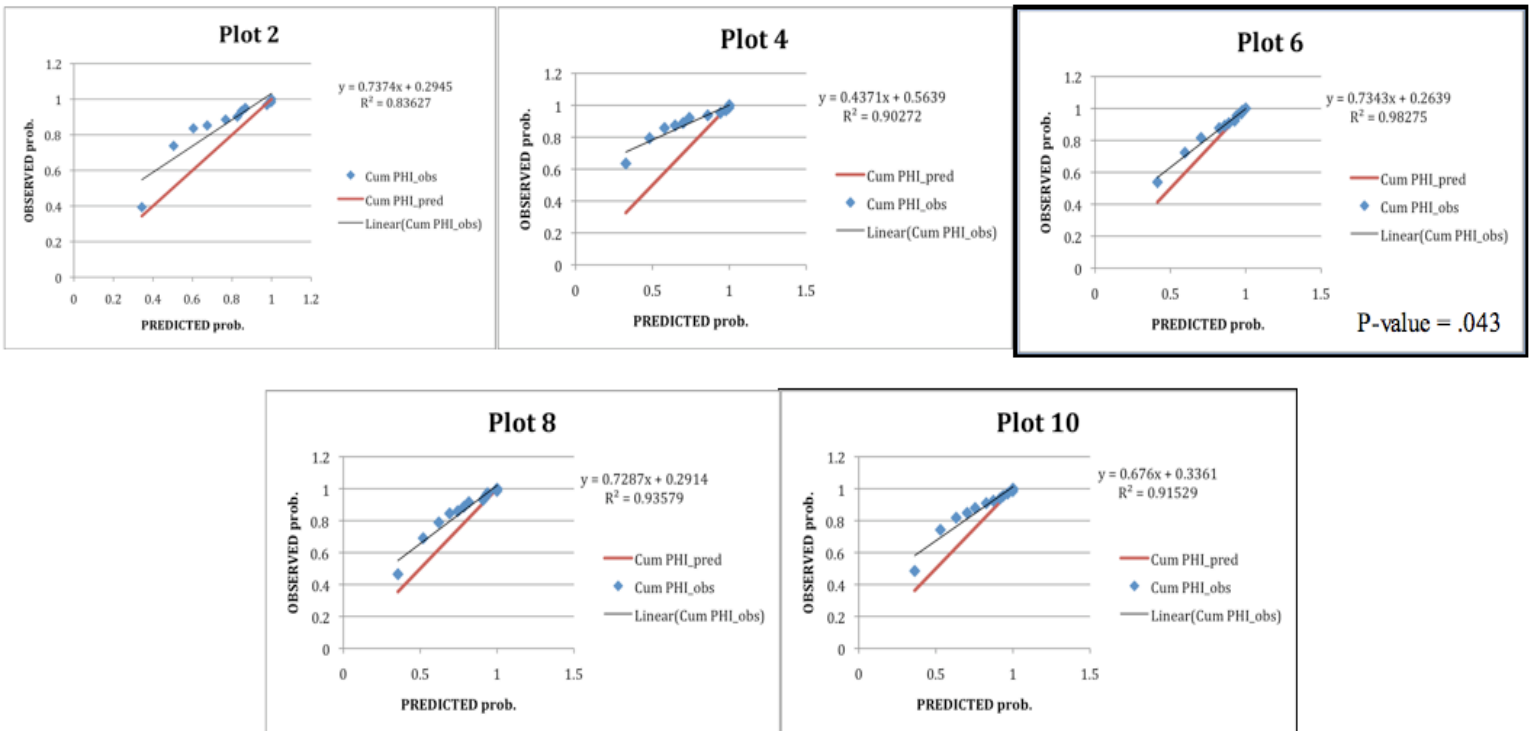 Plot 2
1.2
1
0.8
0.6
0.4
0.2
0
0 0.2 0.4 0.6 0.8 1 1.2
OBSERVED prob.
PREDICTED prob.
y = 0.7374x + 0.2945
R² = 0.83627
Cum PHI_obs
Cum PHI_pred
Linear(Cum PHI_obs)
Plot 4
1.2
1
0.8
0.6
0.4
0.2
0
0 0.5 1 1.5
OBSERVED prob.
PREDICTED prob.
y = 0.4371x + 0.5639
R² = 0.90272
Cum PHI_pred
Cum PHI_obs
Linear(Cum PHI_obs)
Plot 6
1.2
1
0.8
0.6
0.4
0.2
0
0 0.5 1 1.5
OBSERVED prob.
PREDICTED prob.
y = 0.7343x + 0.2639
R² = 0.98275
Cum PHI_pred
Cum PHI_obs
Linear(Cum PHI_obs)
P-value = .043
Plot 8
1.2
1
0.8
0.6
0.4
0.2
0
0 0.5 1 1.5
OBSERVED prob.
PREDICTED prob.
y = 0.7287x + 0.2914
R² = 0.93579
Cum PHI_pred
Cum PHI_obs
Linear(Cum PHI_obs)
Plot 10
1.2
1
0.8
0.6
0.4
0.2
0
0 0.5 1 1.5
OBSERVED prob.
PREDICTED prob.
y = 0.676x + 0.3361
R² = 0.91529
Cum PHI_pred
Cum PHI_obs
Linear(Cum PHI_obs)